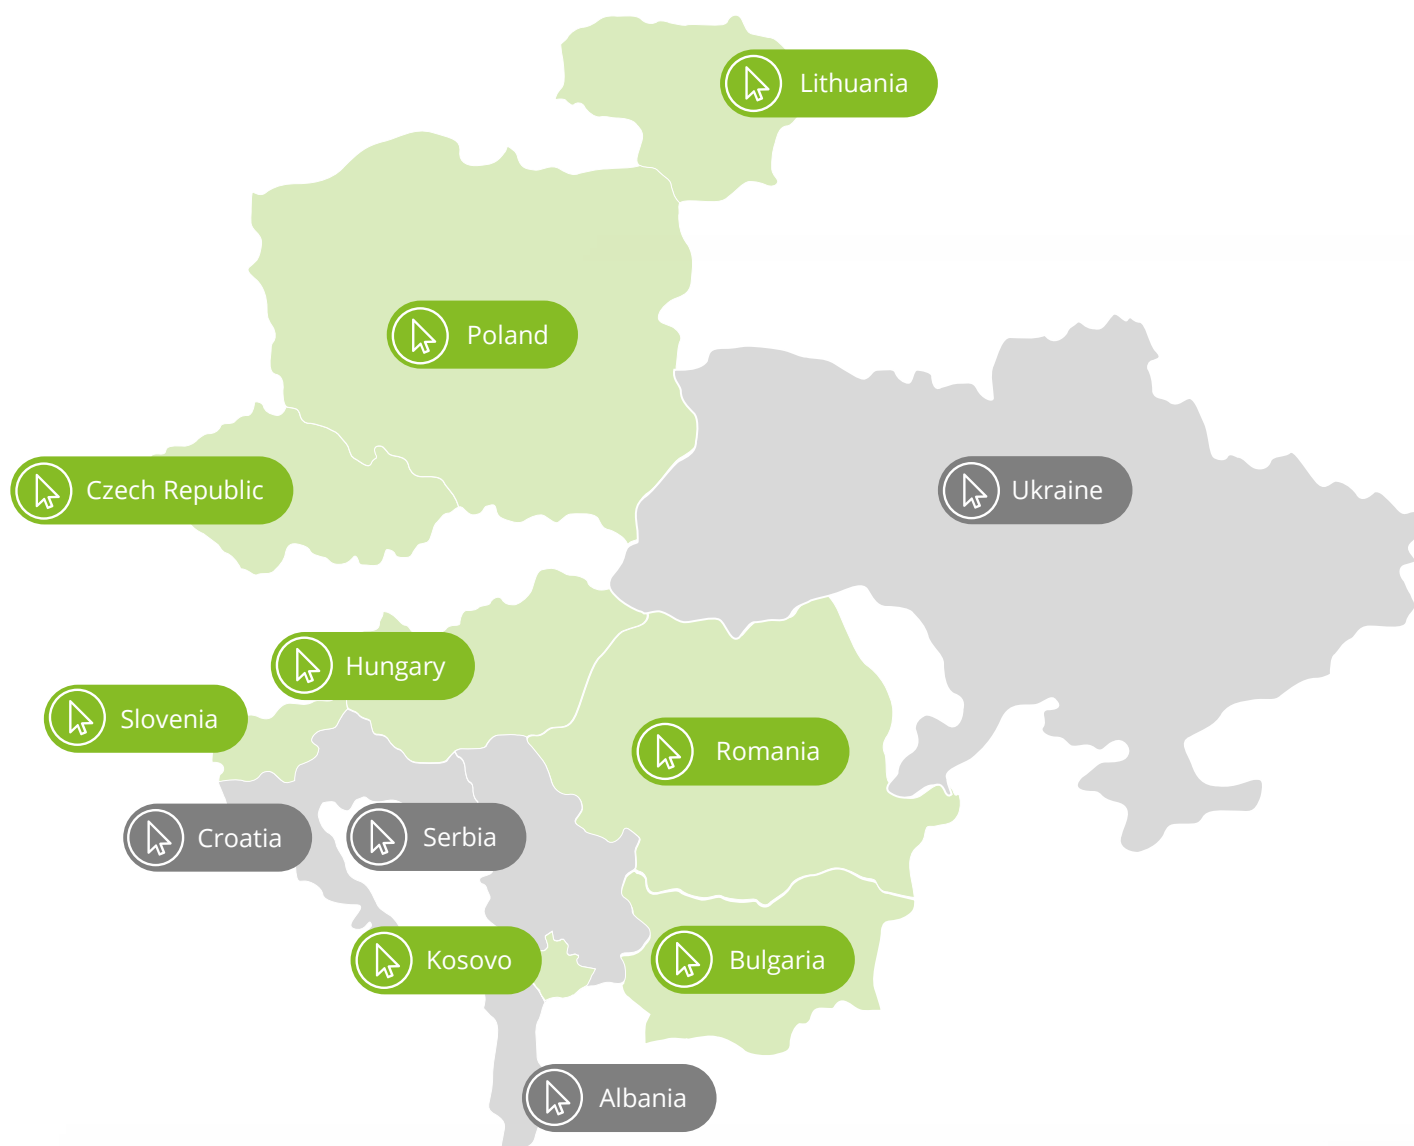 Lithuania
Poland
Czech Republic
Ukraine
Hungary
Slovenia
Romania
Croatia
Serbia
Kosovo
Bulgaria
Albania